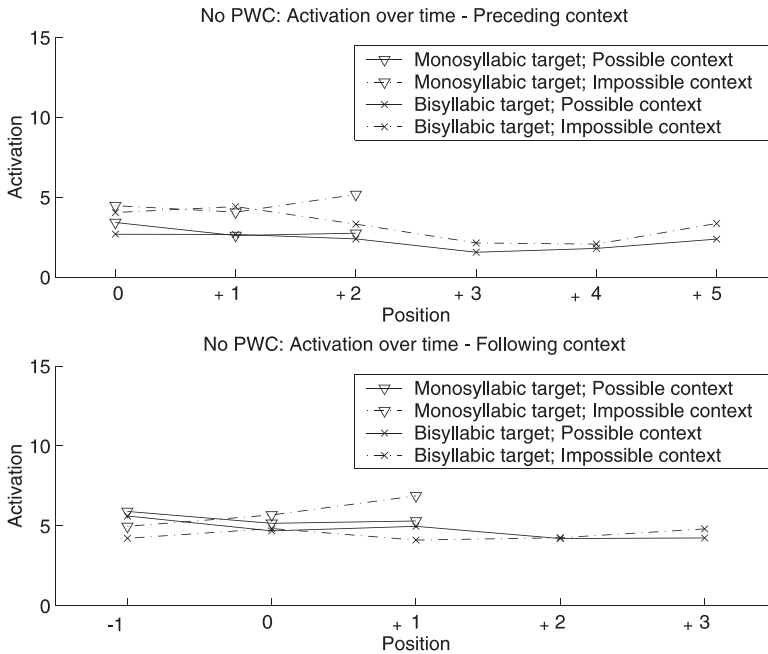 No PWC: Activation over time - Preceding context
15
10
5
0
Activation
Monosyllabic target; Possible context
Monosyllabic target; Impossible context
Bisyllabic target; Possible context
Bisyllabic target; Impossible context
0 + 1 + 2 + 3 + 4 + 5
Position
No PWC: Activation over time - Following context
15
10
5
0
Activation
Monosyllabic target; Possible context
Monosyllabic target; Impossible context
Bisyllabic target; Possible context
Bisyllabic target; Impossible context
-1 0 + 1 + 2 + 3
Position